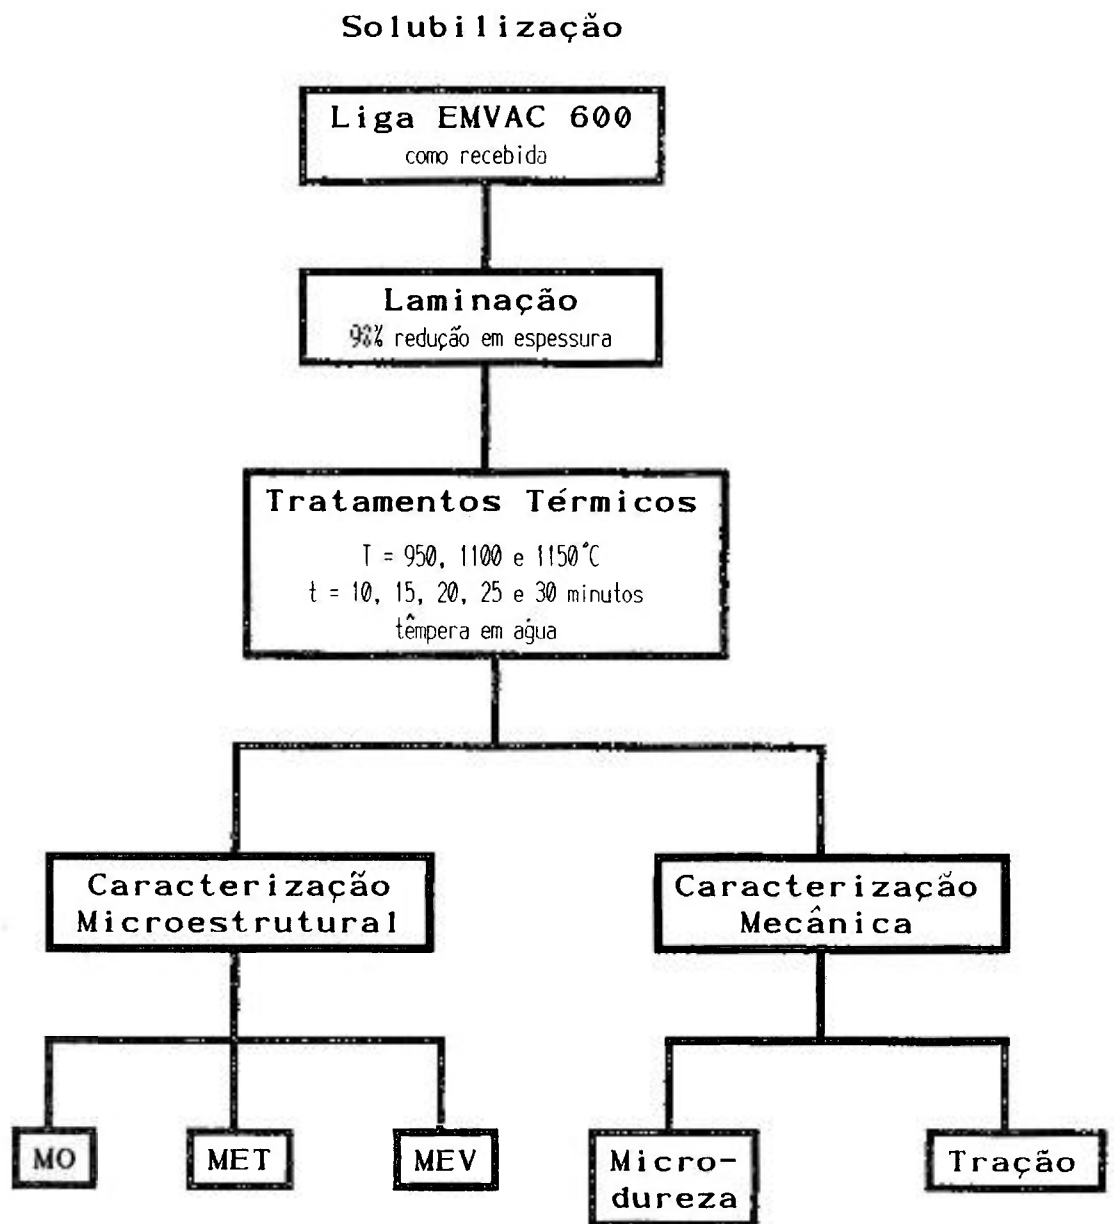 Solubilização
Liga EMVAC 600
como recebida
Laminação
redução em espessura
Tratamentos Térmicos
T = 950, 1100 e 1150°C
t = 10, 15, 20, 25 e 30 minutos
têmpera em água
Caracterização
Microestrutural
Caracterização
Mecânica
MO
MET
MEV
Micro-
dureza
Tração